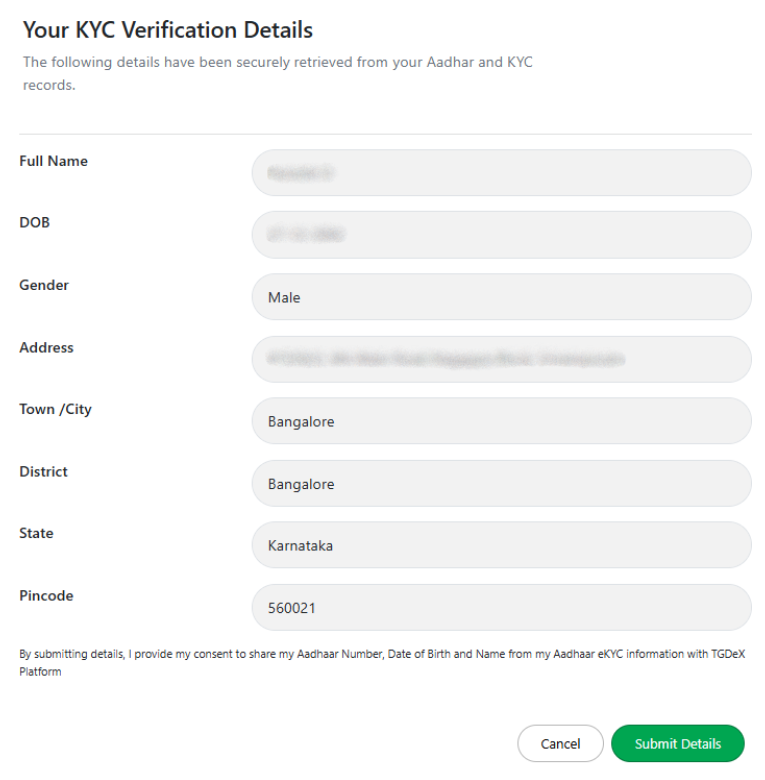 Your KYC Verification Details
The following details have been securely retrieved from your Aadhar and KYC
records.
Full Name
DOB
Gender
Male
Address
Town /City
Bangalore
District
Bangalore
State
Karnataka
Pincode
560021
By submitting details, I provide my consent to share my Aadhaar Number, Date of Birth and Name from my Aadhaar eKYC information with TGDeX
Platform
Cancel
Submit Details